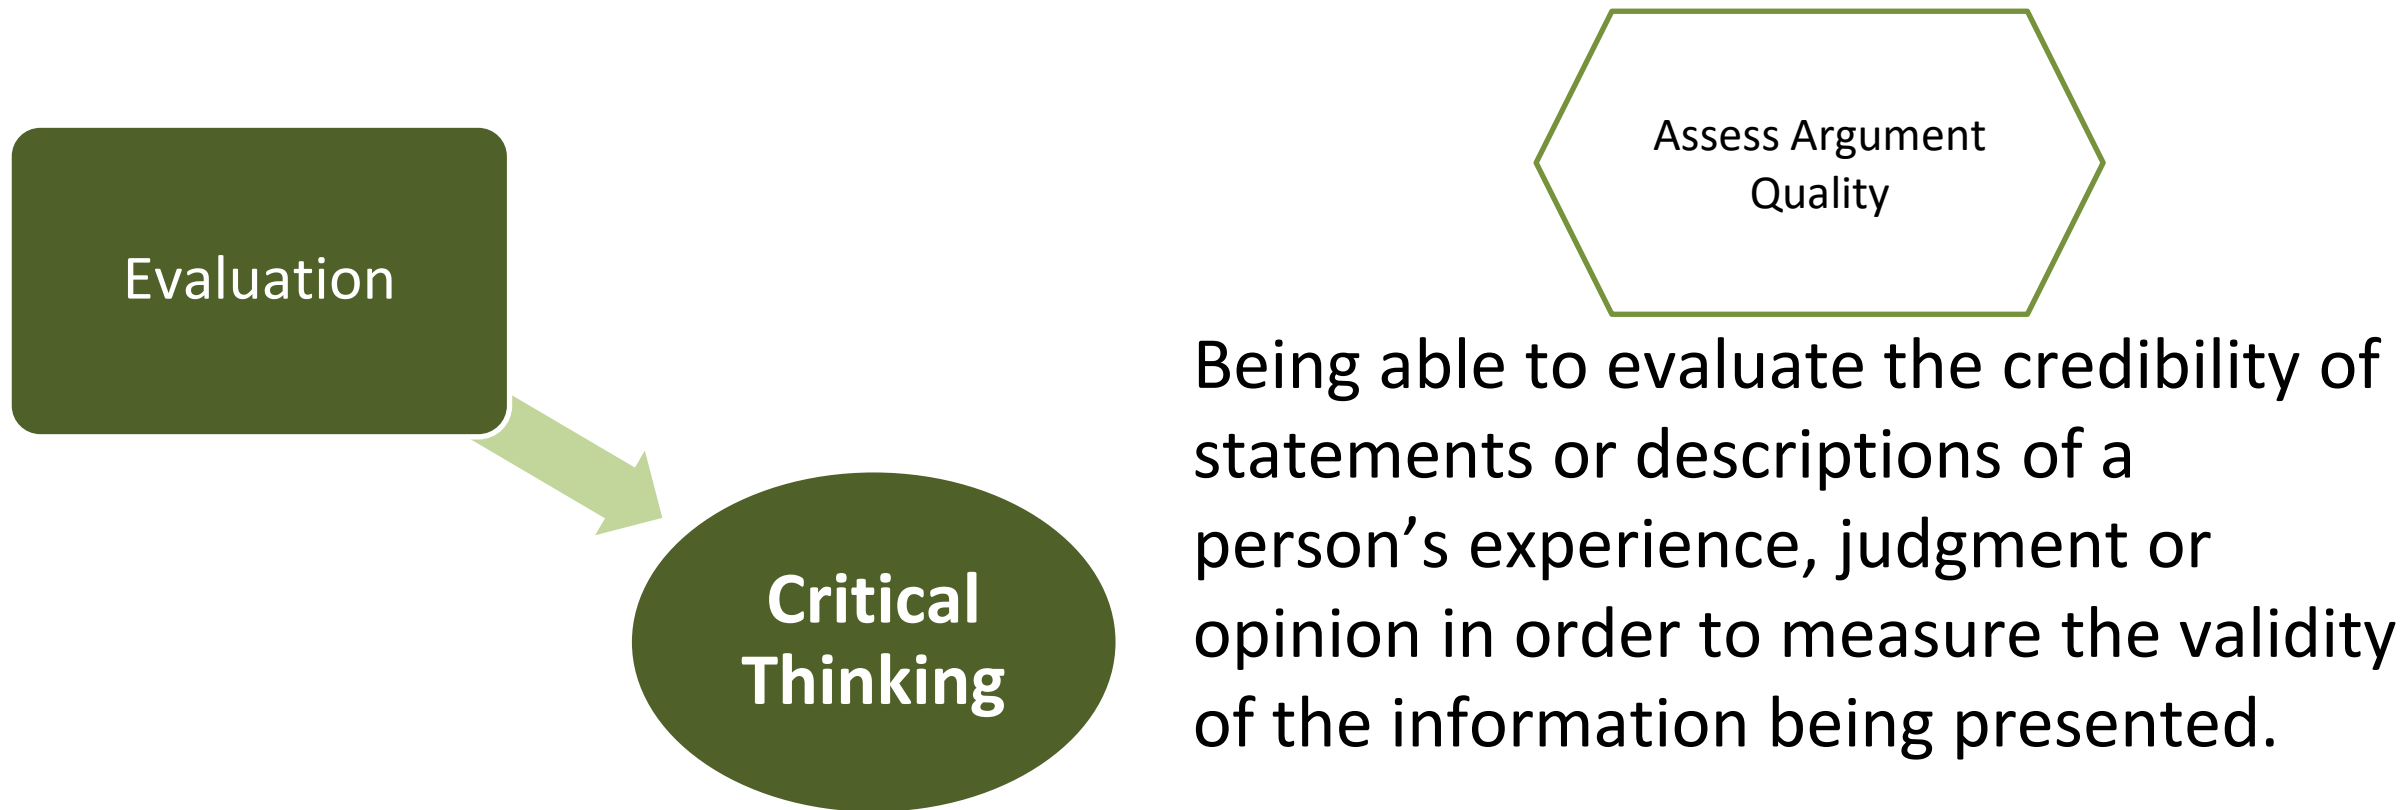 Evaluation
Critical
Thinking
Assess Argument
Quality
Being able to evaluate the credibility of
statements or descriptions of a
person’s experience, judgment or
opinion in order to measure the validity
of the information being presented.